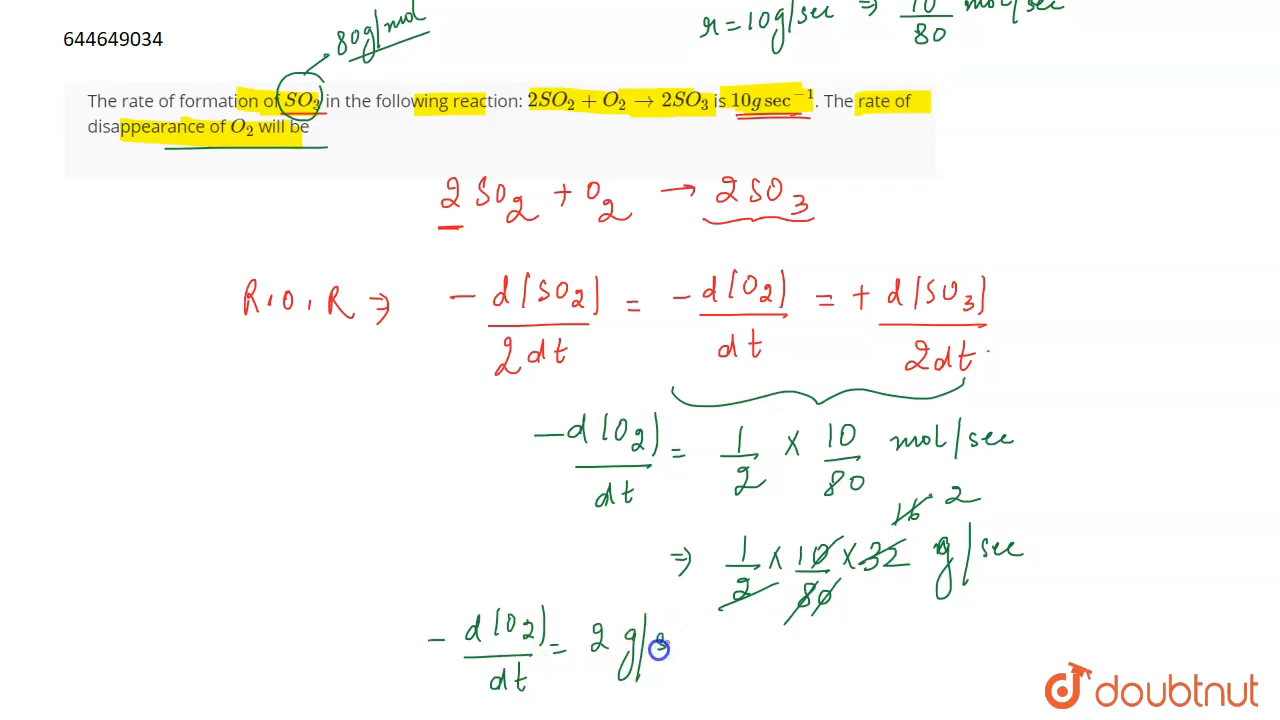 80g/mol
r = 10g/sec ⇒ 10/80 mol/sec
644649034
The rate of formation of SO₃ in the following reaction: 2SO₂ + O₂ → 2SO₃ is 10g sec⁻¹. The rate of
disappearance of O₂ will be
2SO₂ + O₂ → 2SO₃
R.O.R ⇒ - d[SO₂]/2dt = - d[O₂]/dt = + d[SO₃]/2dt
- d[O₂]/dt = 1/2 × 10/80 mol/sec
16 2
⇒ 1/2 × 10/80 × 32 g/sec
- d[O₂]/dt = 2 g/s
doubtnut